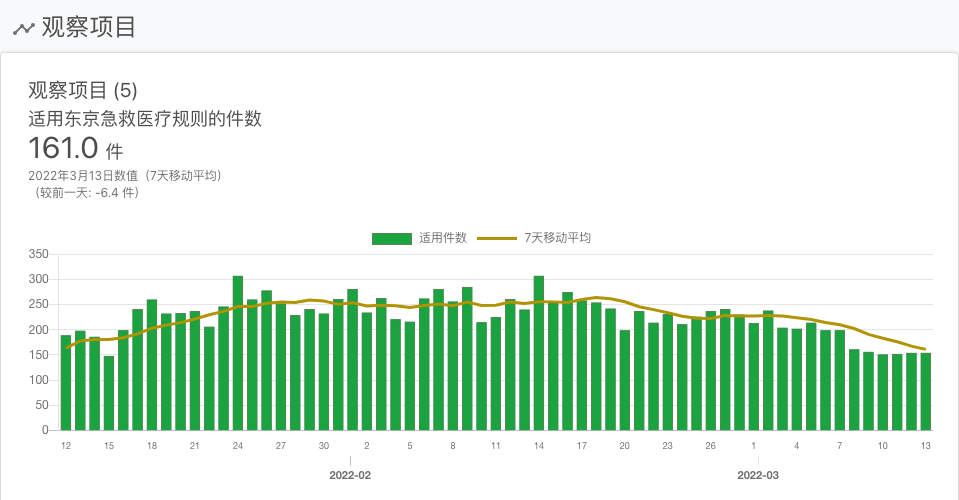 观察项目
观察项目 (5)
适用东京急救医疗规则的件数
161.0 件
2022年3月13日数值（7天移动平均）
（较前一天: -6.4 件）
适用件数 7天移动平均
350
300
250
200
150
100
50
0
12 15 18 21 24 27 30 2 5 8 11 14 17 20 23 26 1 4 7 10 13
2022-02 2022-03